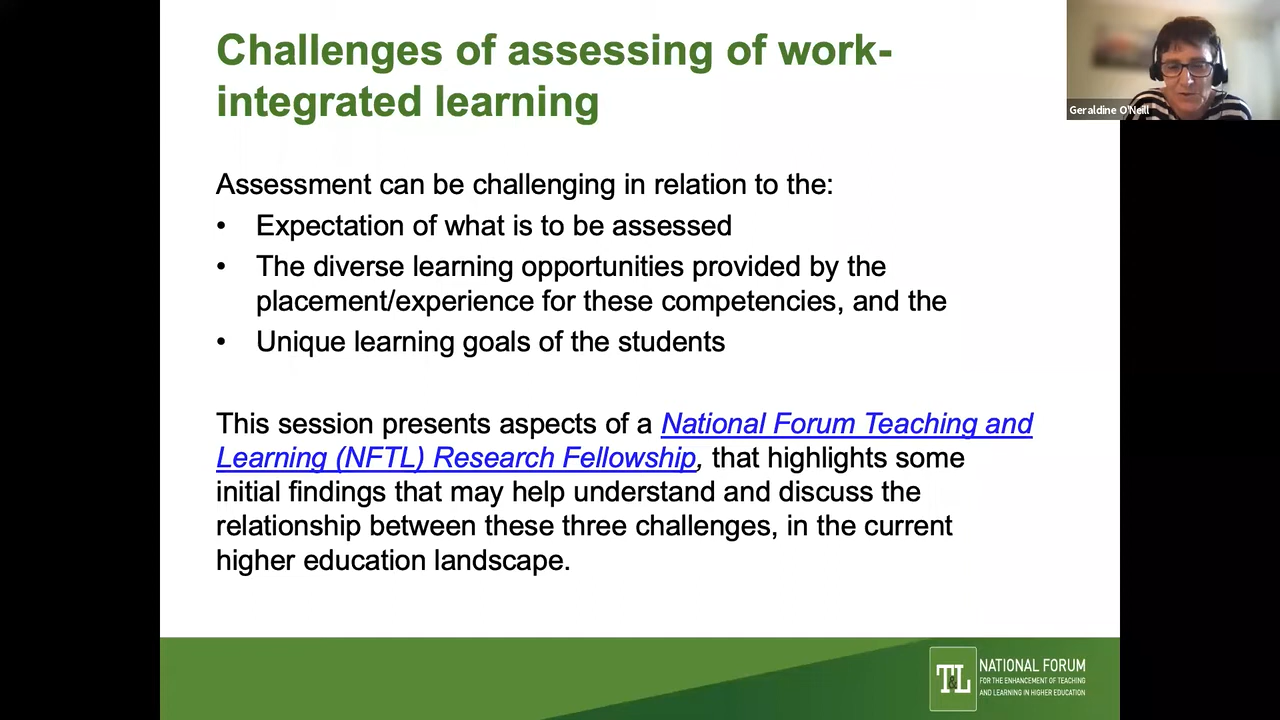 Challenges of assessing of work-
integrated learning
Geraldine O'Neill
Assessment can be challenging in relation to the:
• Expectation of what is to be assessed
• The diverse learning opportunities provided by the
placement/experience for these competencies, and the
• Unique learning goals of the students
This session presents aspects of a National Forum Teaching and
Learning (NFTL) Research Fellowship, that highlights some
initial findings that may help understand and discuss the
relationship between these three challenges, in the current
higher education landscape.
T&L
NATIONAL FORUM
FOR THE ENHANCEMENT OF TEACHING
AND LEARNING IN HIGHER EDUCATION